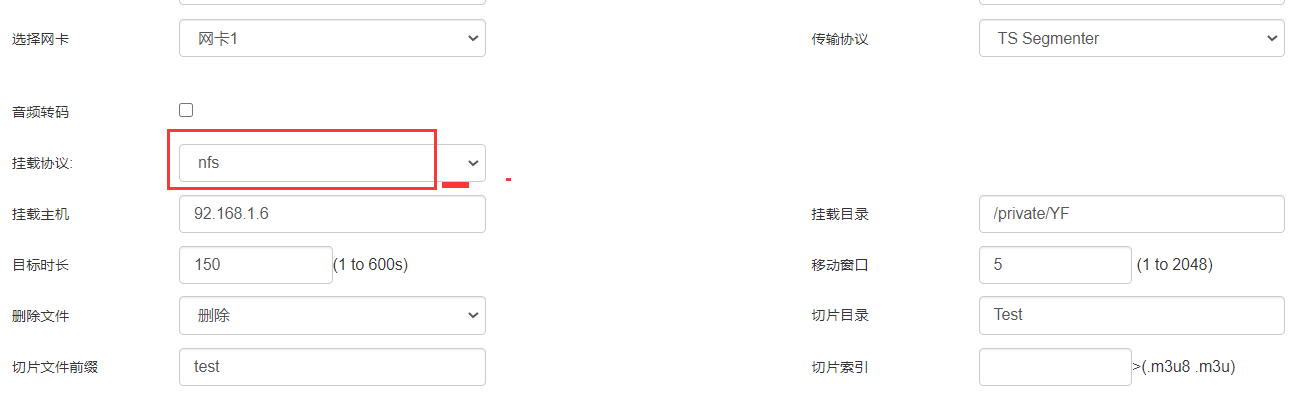 选择网卡 网卡1 传输协议 TS Segmenter
音频转码
挂载协议: nfs
挂载主机 92.168.1.6 挂载目录 /private/YF
目标时长 150 (1 to 600s) 移动窗口 5 (1 to 2048)
删除文件 删除 切片目录 Test
切片文件前缀 test 切片索引 >(.m3u8 .m3u)